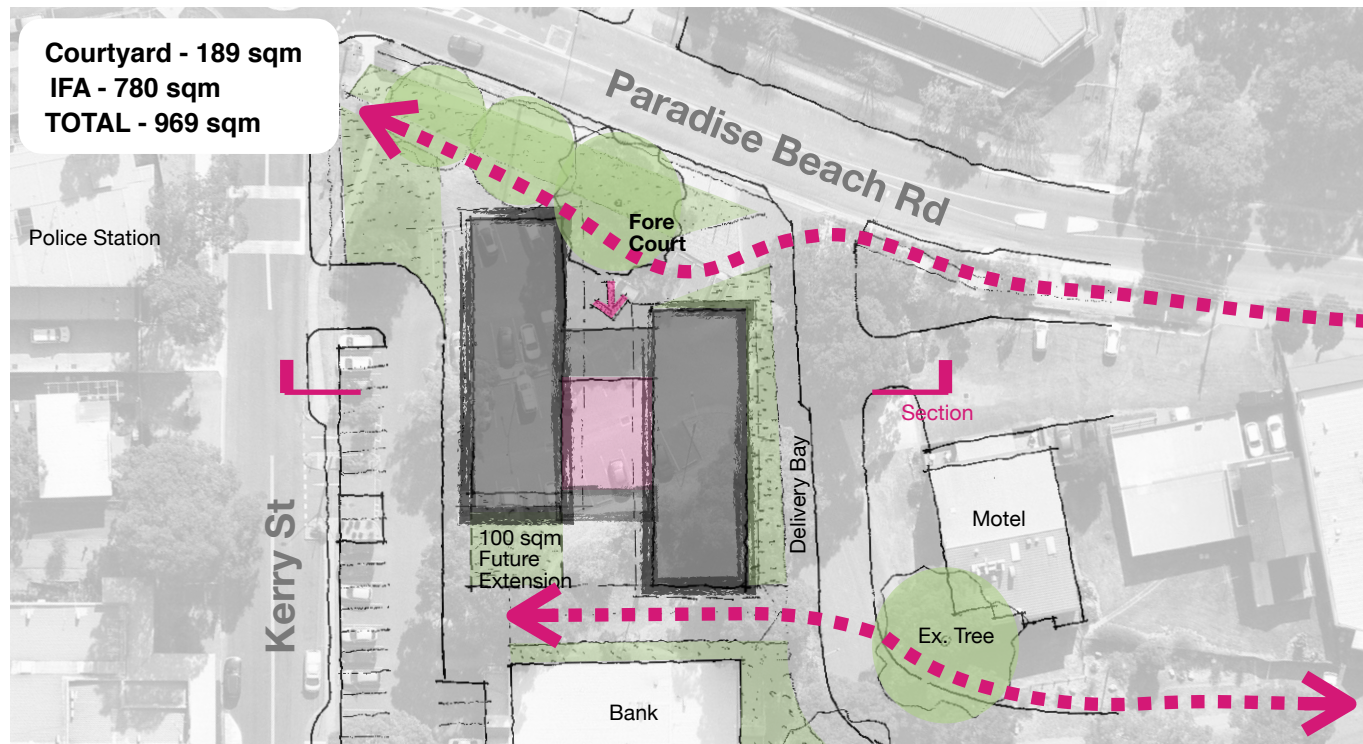 Courtyard - 189 sqm
IFA - 780 sqm
TOTAL - 969 sqm
Paradise Beach Rd
Police Station
Fore
Court
Section
Delivery Bay
Motel
Kerry St
100 sqm
Future
Extension
Ex. Tree
Bank